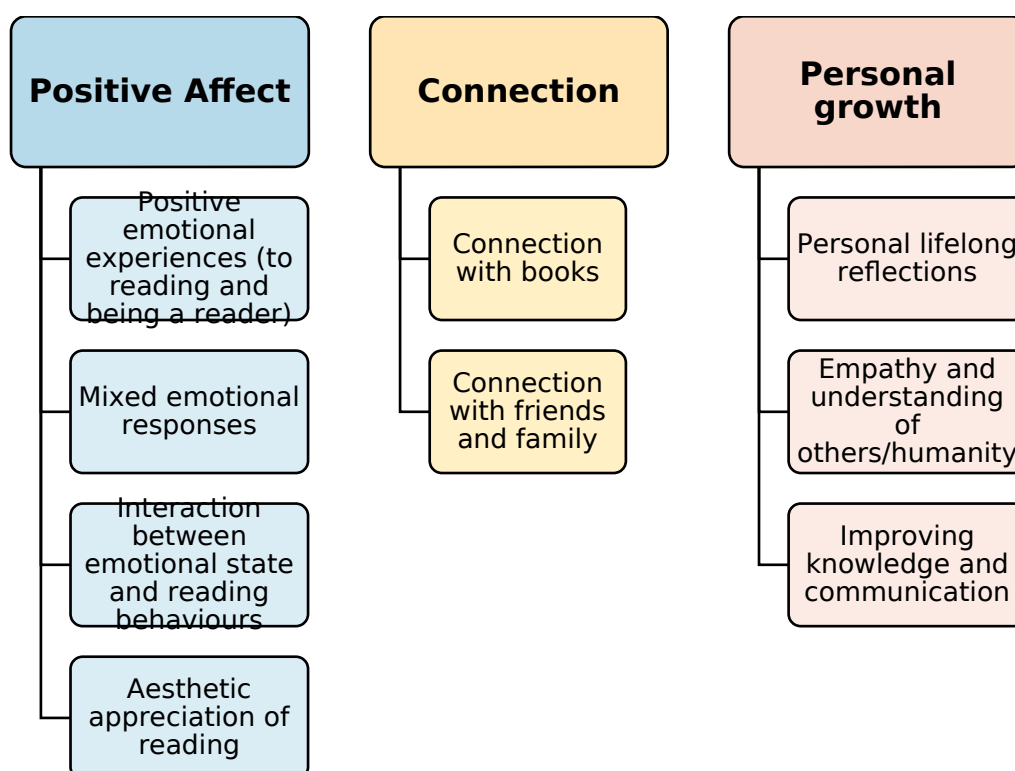 Positive Affect
Positive
emotional
experiences (to
reading and
being a reader)
Mixed emotional
responses
Interaction
between
emotional state
and reading
behaviours
Aesthetic
appreciation of
reading
Connection
Connection
with books
Connection
with friends
and family
Personal
growth
Personal lifelong
reflections
Empathy and
understanding
of
others/humanity
Improving
knowledge and
communication